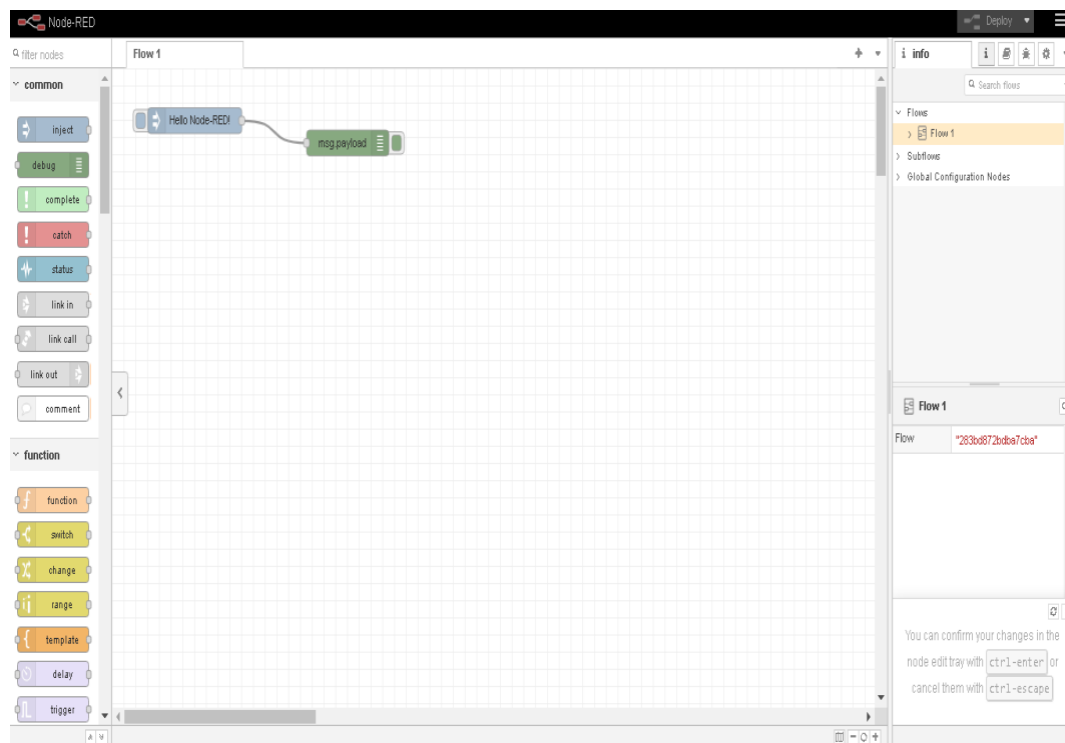 Node-RED
Deploy
filter nodes
Flow 1
i info
i
Search flows
common
Flows
Flow 1
Subflows
Global Configuration Nodes
Hello Node-RED!
msg.payload
inject
debug
complete
catch
status
link in
link call
link out
comment
function
function
switch
change
range
template
delay
trigger
Flow 1
Flow "283bd872bdba7cba"
You can confirm your changes in the
node edit tray with ctrl-enter or
cancel them with ctrl-escape